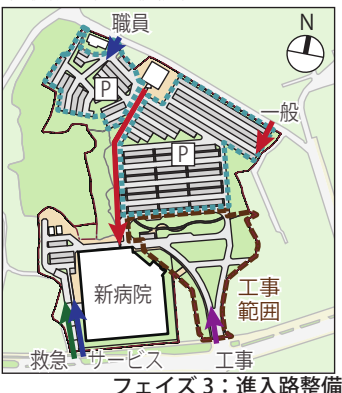 職員
N
P
一般
P
新病院
工事
範囲
救急 サービス 工事
フェイズ 3：進入路整備